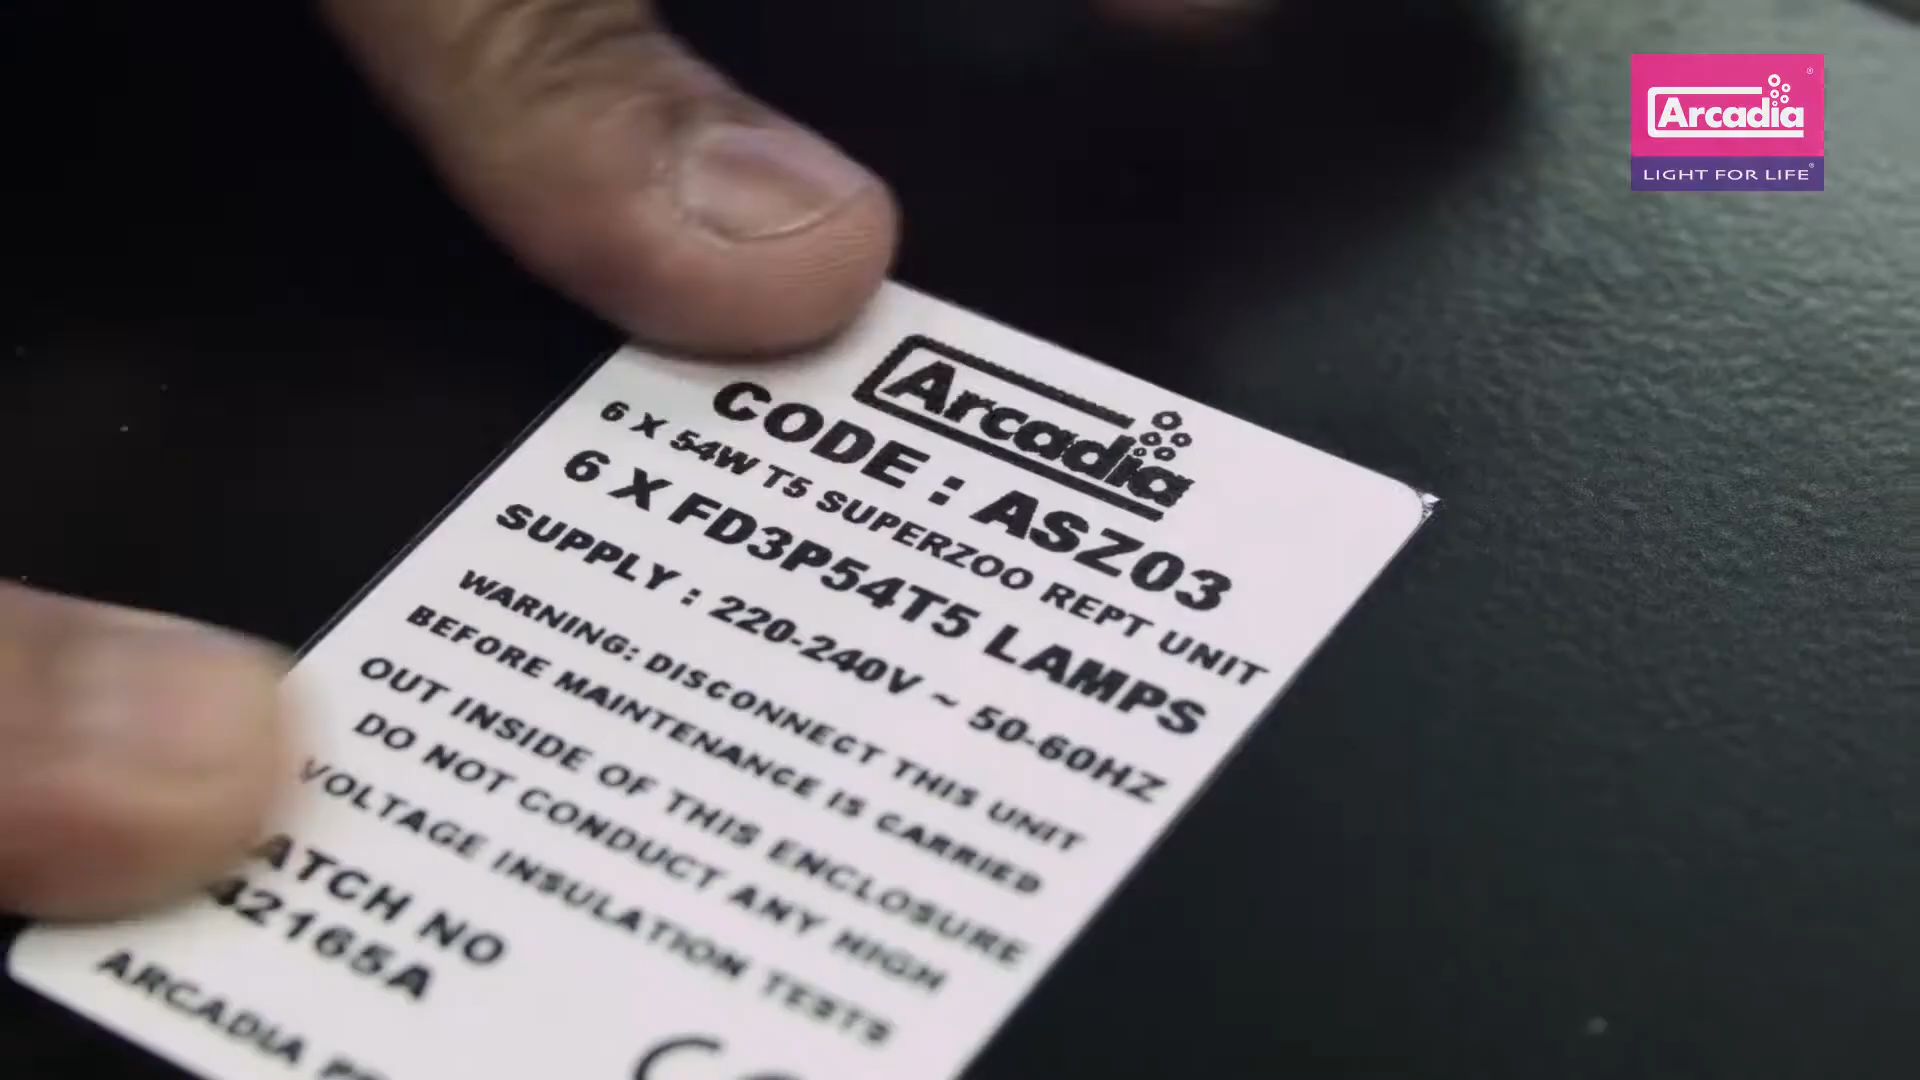 Arcadia
LIGHT FOR LIFE
Arcadia
CODE : ASZ03
6 X 54W T5 SUPERZOO REPT UNIT
6 X FD3P54T5 LAMPS
SUPPLY : 220-240V ~ 50-60HZ
WARNING: DISCONNECT THIS UNIT
BEFORE MAINTENANCE IS CARRIED
OUT INSIDE OF THIS ENCLOSURE
DO NOT CONDUCT ANY HIGH
VOLTAGE INSULATION TESTS
ATCH NO
42165A
ARCADIA